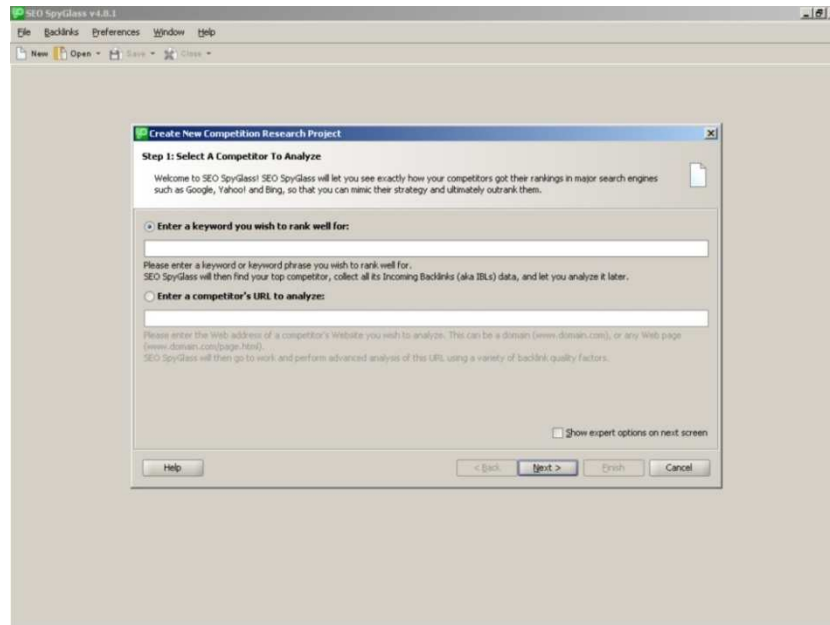 SEO SpyGlass v4.8.1
File Backlinks Preferences Window Help
New Open Save Close
Create New Competition Research Project
Step 1: Select A Competitor To Analyze
Welcome to SEO SpyGlass! SEO SpyGlass will let you see exactly how your competitors got their rankings in major search engines
such as Google, Yahoo! and Bing, so that you can mimic their strategy and ultimately outrank them.
Enter a keyword you wish to rank well for:
Please enter a keyword or keyword phrase you wish to rank well for.
SEO SpyGlass will then find your top competitor, collect all its Incoming Backlinks (aka IBLs) data, and let you analyze it later.
Enter a competitor's URL to analyze:
Please enter the Web address of a competitor's Website you wish to analyze. This can be a domain (www.domain.com), or any Web page
(www.domain.com/page.html).
SEO SpyGlass will then go to work and perform advanced analysis of this URL using a variety of backlink quality factors.
Show expert options on next screen
Help < Back Next > Finish Cancel